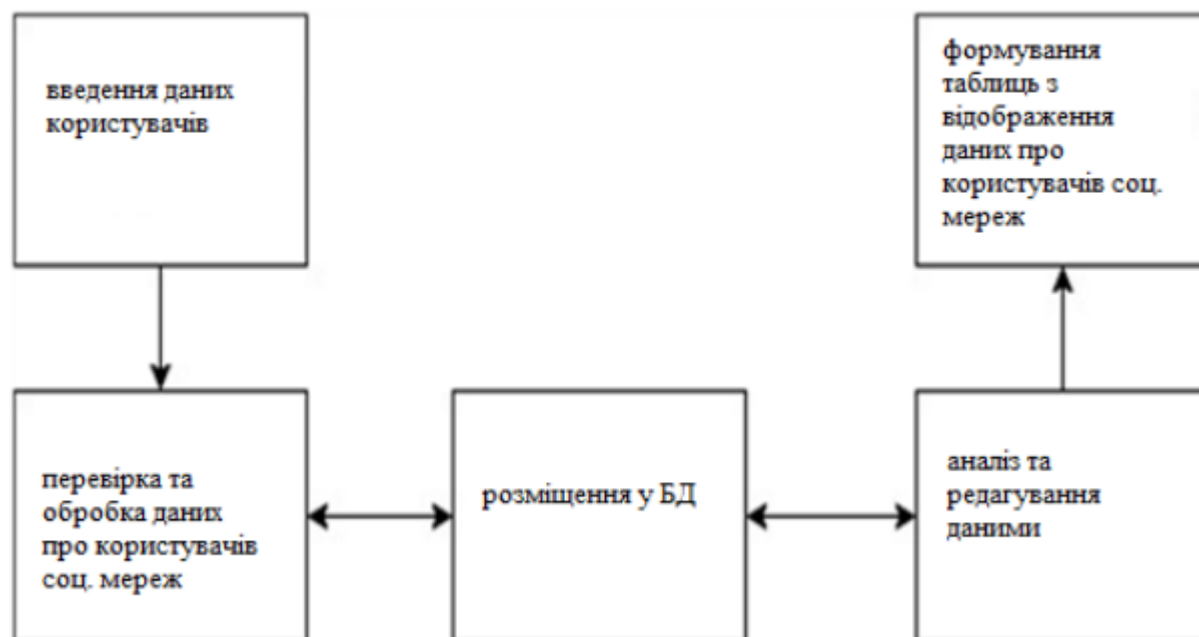 введення даних
користувачів
формування
таблиць з
відображення
даних про
користувачів соц.
мереж
перевірка та
обробка даних
про користувачів
соц. мереж
розміщення у БД
аналіз та
редагування
даними